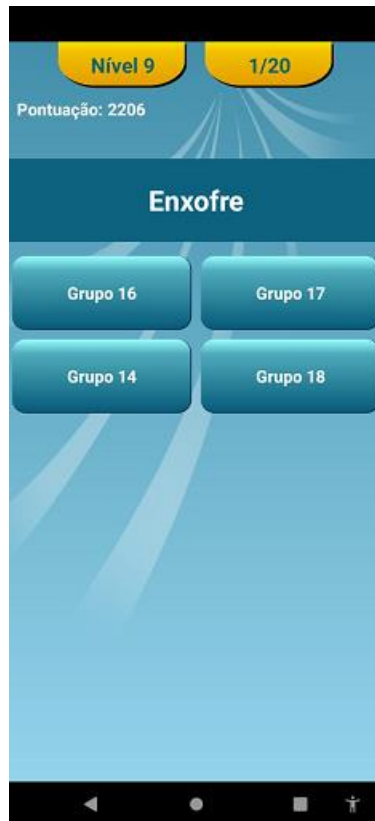 Nível 9
1/20
Pontuação: 2206
Enxofre
Grupo 16
Grupo 17
Grupo 14
Grupo 18